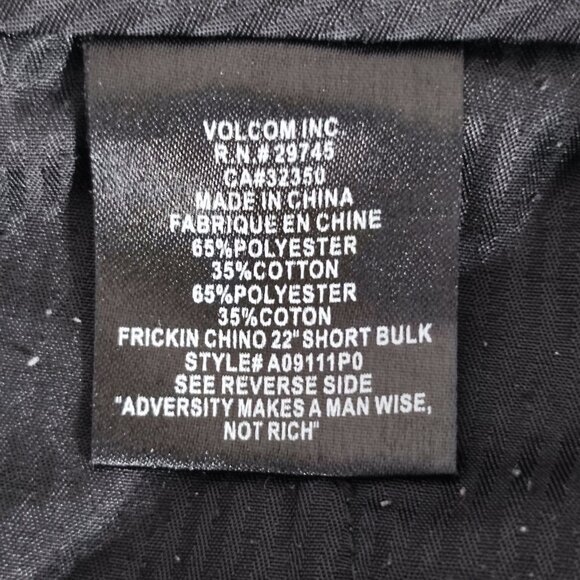 VOLCOM INC
R.N.# 29745
CA#32350
MADE IN CHINA
FABRIQUE EN CHINE
65%POLYESTER
35%COTTON
65%POLYESTER
35%COTON
FRICKIN CHINO 22" SHORT BULK
STYLE# A09111P0
SEE REVERSE SIDE
"ADVERSITY MAKES A MAN WISE,
NOT RICH"